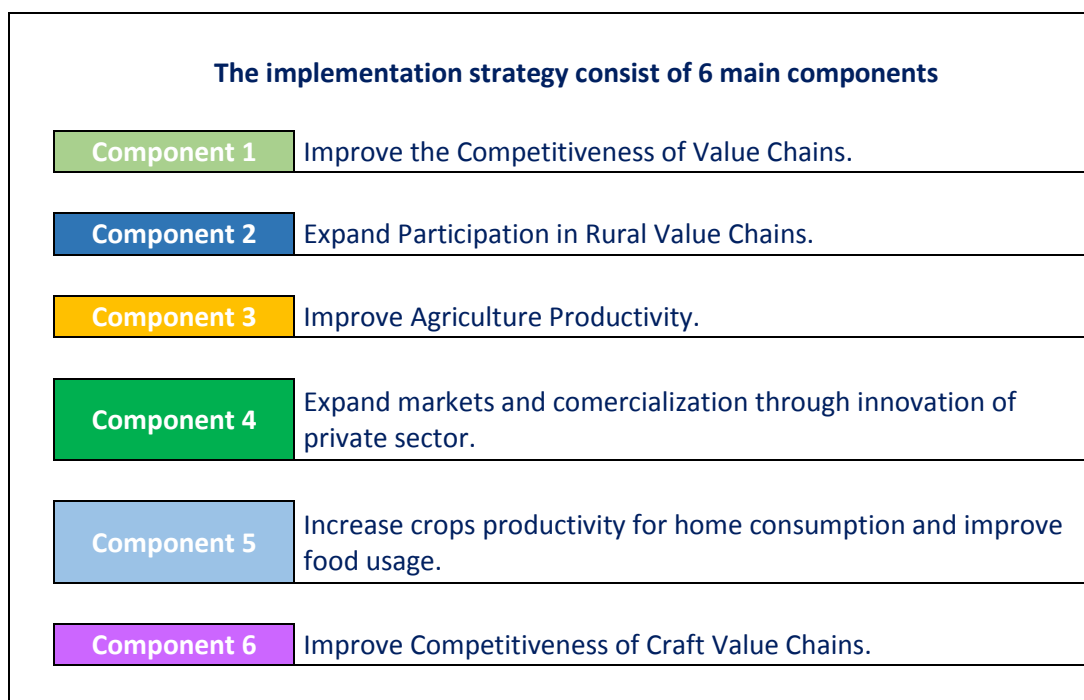 The implementation strategy consist of 6 main components
Component 1 Improve the Competitiveness of Value Chains.
Component 2 Expand Participation in Rural Value Chains.
Component 3 Improve Agriculture Productivity.
Component 4 Expand markets and comercialization through innovation of
private sector.
Component 5 Increase crops productivity for home consumption and improve
food usage.
Component 6 Improve Competitiveness of Craft Value Chains.